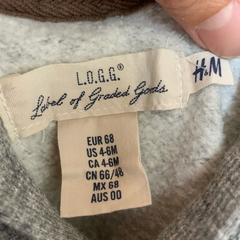 L.O.G.G.®
Label of Graded Goods.
H&M
EUR 68
US 4-6M
CA 4-6M
CN 66/48
MX 68
AUS 00